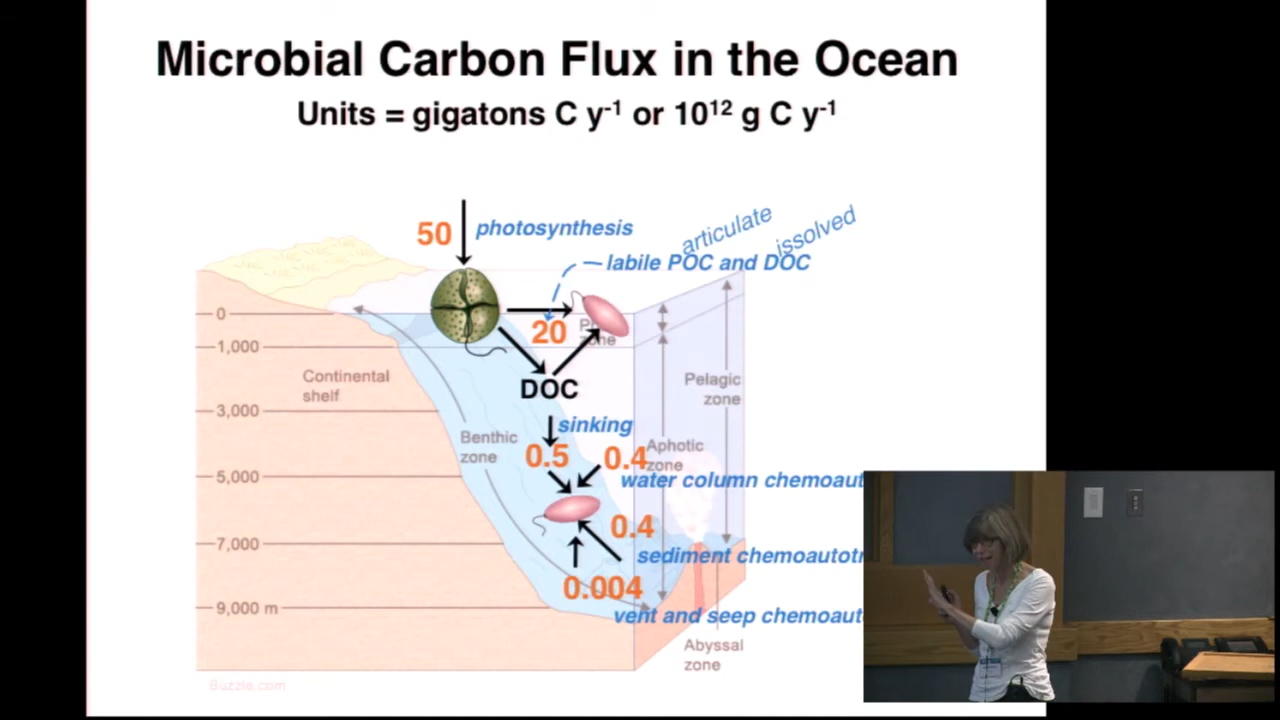 Microbial Carbon Flux in the Ocean
Units = gigatons C y-1 or 10¹² g C y-1
50
photosynthesis
articulate
issolved
labile POC and DOC
0
20
zone
1,000
Continental
shelf
DOC
Pelagic
zone
3,000
sinking
Benthic
zone
0.5
0.4
Aphotic
zone
5,000
water column chemoaut
0.4
7,000
sediment chemoautotr
0.004
9,000 m
vent and seep chemoaut
Abyssal
zone
Buzzle.com